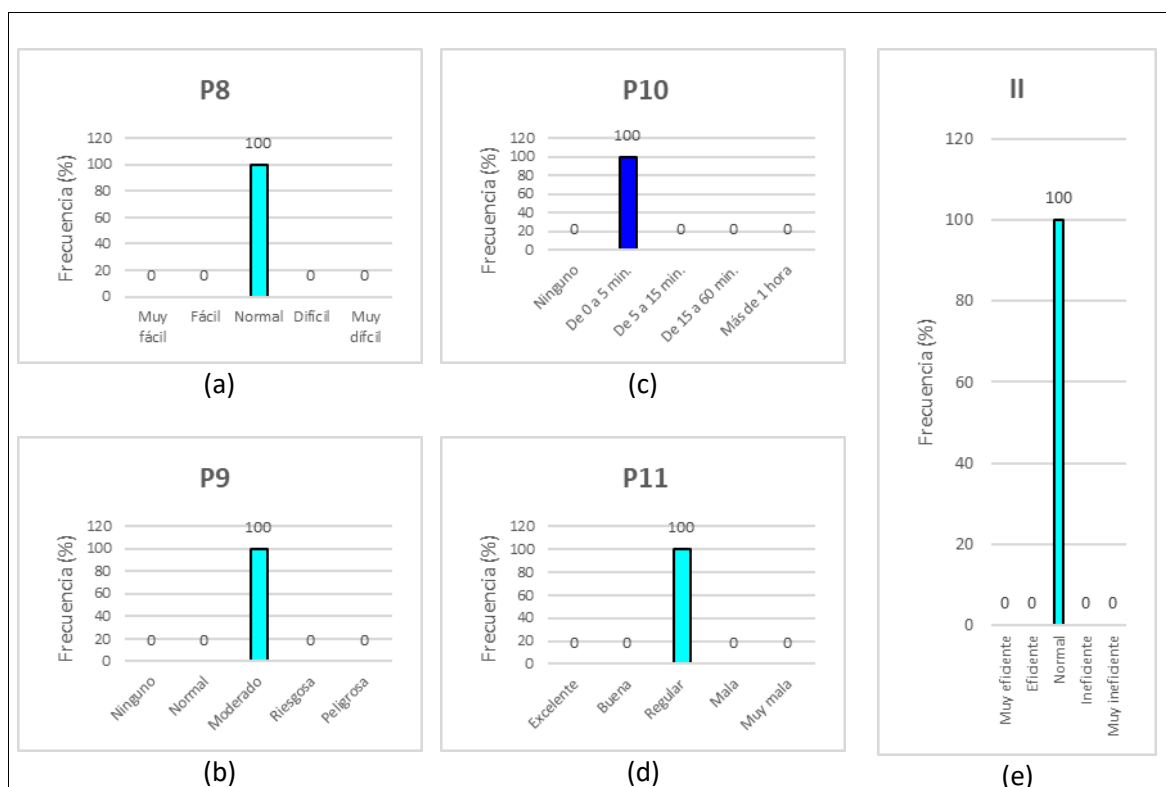 P8
Frecuencia (%)
120
100
80
60
40
20
0
0
0
100
0
0
Muy fácil
Fácil
Normal
Difícil
Muy difcil
(a)
P10
Frecuencia (%)
120
100
80
60
40
20
0
0
100
0
0
0
Ninguno
De 0 a 5 min.
De 5 a 15 min.
De 15 a 60 min.
Más de 1 hora
(c)
P9
Frecuencia (%)
120
100
80
60
40
20
0
0
0
100
0
0
Ninguno
Normal
Moderado
Riesgosa
Peligrosa
(b)
P11
Frecuencia (%)
120
100
80
60
40
20
0
0
0
100
0
0
Excelente
Buena
Regular
Mala
Muy mala
(d)
II
Frecuencia (%)
120
100
80
60
40
20
0
0
0
100
0
0
Muy eficiente
Eficiente
Normal
Ineficiente
Muy ineficiente
(e)